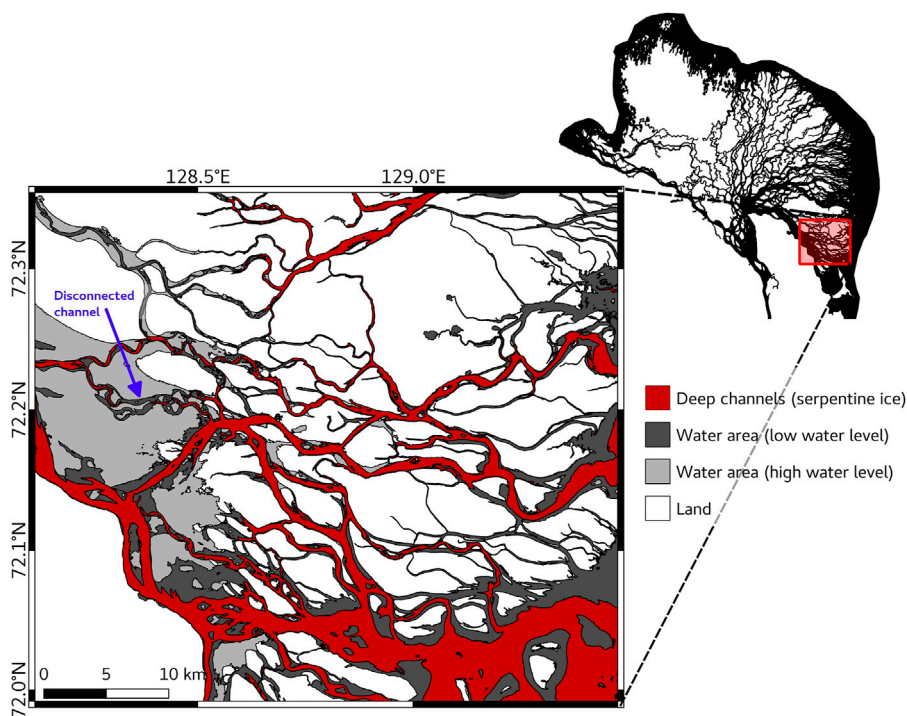 128.5°E
129.0°E
72.3°N
72.2°N
72.1°N
72.0°N
Disconnected
channel
0
5
10 km
Deep channels (serpentine ice)
Water area (low water level)
Water area (high water level)
Land